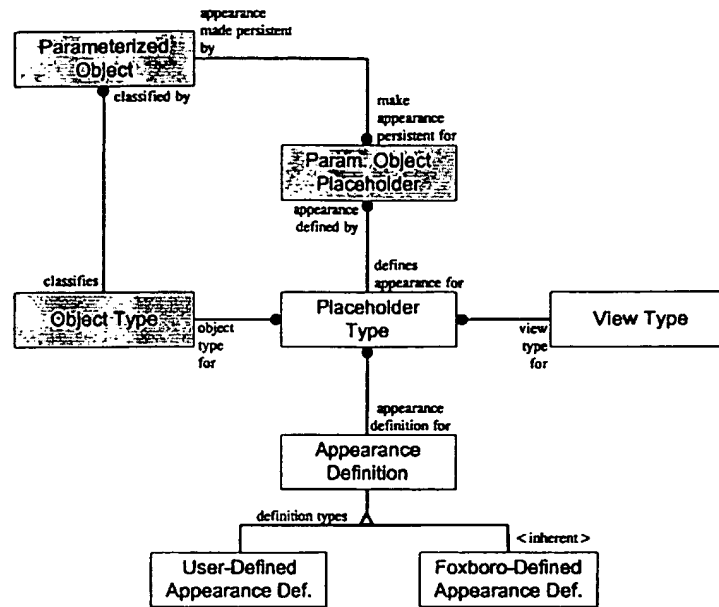 appearance
made persistent
by
Parameterized
Object
classified by
make
appearance
persistent for
Param. Object
Placeholder
appearance
defined by
classifies
defines
appearance for
Object Type
object
type
for
Placeholder
Type
view
type
for
View Type
appearance
definition for
Appearance
Definition
definition types
<inherent>
User-Defined
Appearance Def.
Foxboro-Defined
Appearance Def.